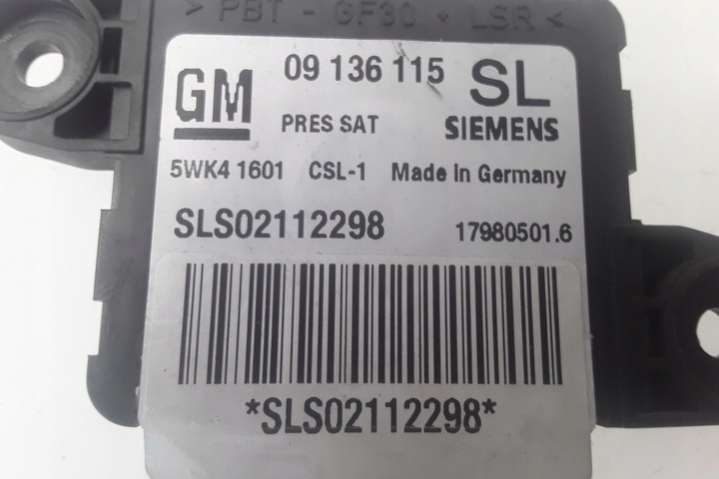 > PBT - GF30 + LSR <
GM 09 136 115 SL
PRES SAT SIEMENS
5WK4 1601 CSL-1 Made in Germany
SLS02112298 17980501.6
*SLS02112298*